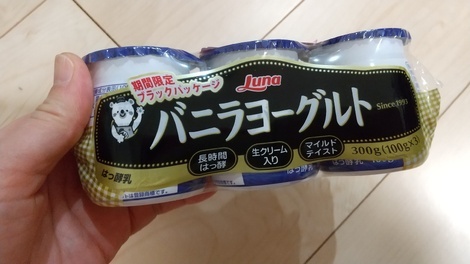 期間限定
ブラックパッケージ
Luna
バニラヨーグルト
Since1993
長時間
はっ酵
生クリーム
入り
マイルド
テイスト
300g(100g×3)
はっ酵乳